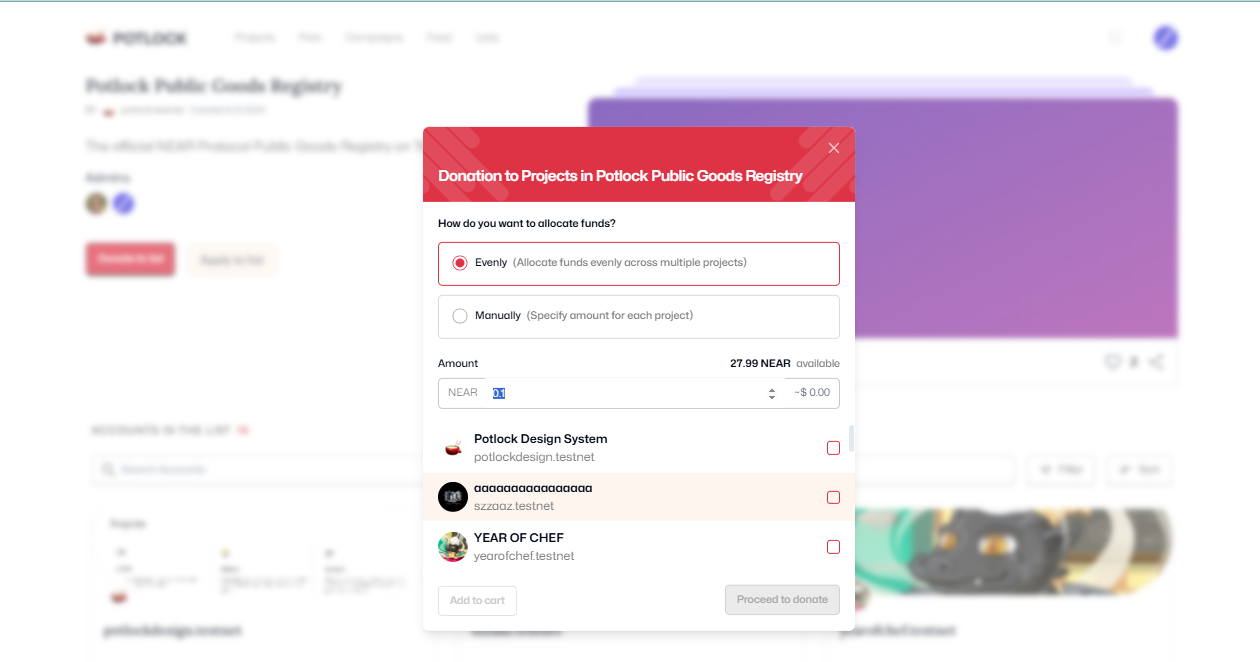 POTLOCK
Projects Pots Campaigns Feed Lists
Potlock Public Goods Registry
The official NEAR Protocol Public Goods Registry on
Admins
Donate to list
Apply to list
Donation to Projects in Potlock Public Goods Registry
How do you want to allocate funds?
Evenly (Allocate funds evenly across multiple projects)
Manually (Specify amount for each project)
Amount 27.99 NEAR available
NEAR 0.1 ~$ 0.00
ACCOUNTS IN THE LIST
Search Accounts
Filter Sort
Potlock Design System
potlockdesign.testnet
aaaaaaaaaaaaaaaa
szzaaz.testnet
YEAR OF CHEF
yearofchef.testnet
Add to cart Proceed to donate
potlockdesign.testnet
yearofchef.testnet